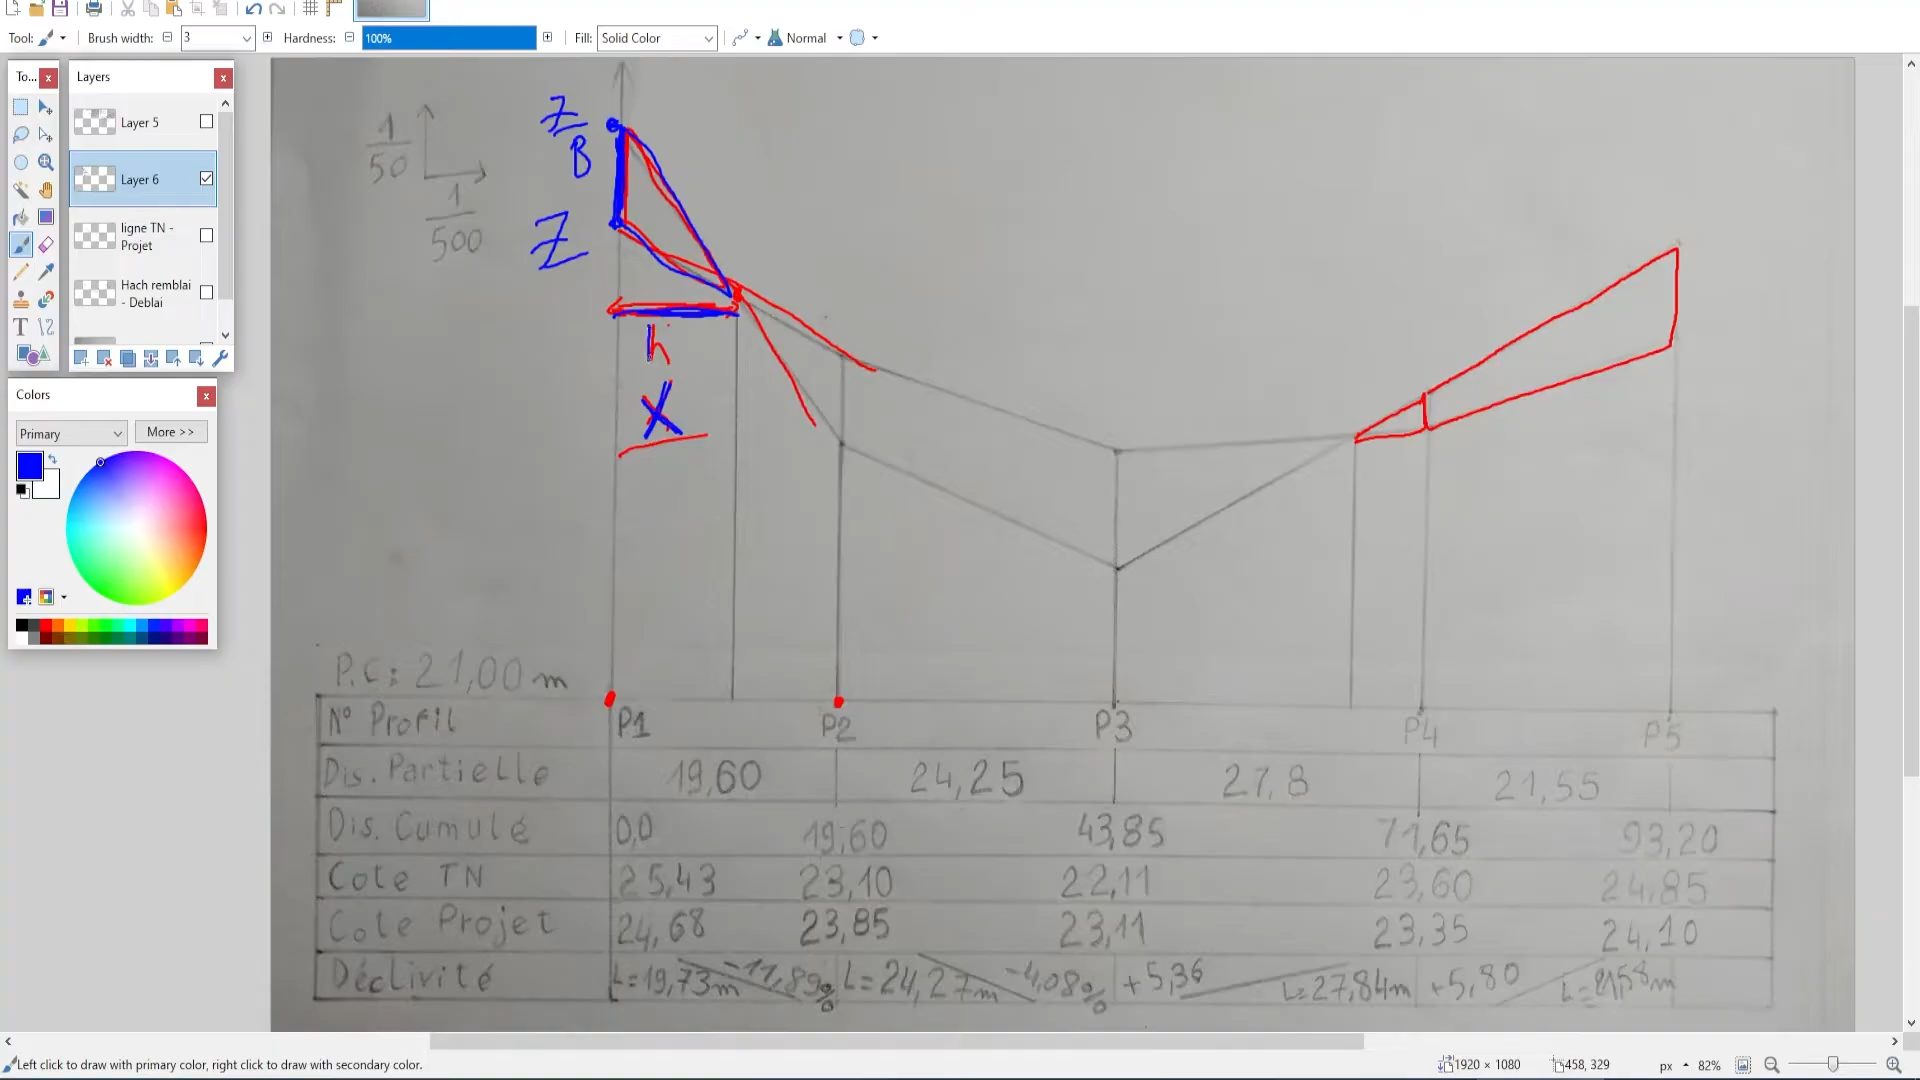 Tool: Brush width: 3 Hardness: 100% Fill: Solid Color Normal
To... Layers
Layer 5
Layer 6
ligne TN -
Projet
Hach remblai
- Deblai
Colors
Primary More >>
1
50
1
500
Z
B
Z
h
X
P.C: 21,00 m
N° Profil P1 P2 P3 P4 P5
Dis. Partielle 19,60 24,25 27,8 21,55
Dis. Cumulé 0,0 19,60 43,85 71,65 93,20
Cote TN 25,43 23,10 22,11 23,60 24,85
Cote Projet 24,68 23,85 23,11 23,35 24,10
Déclivité L=19,73m -11,89% L=24,27m -4,08% +5,36 L=27,84m +5,80 L=21,58m
Left click to draw with primary color, right click to draw with secondary color. 1920 × 1080 458, 329 px 82%